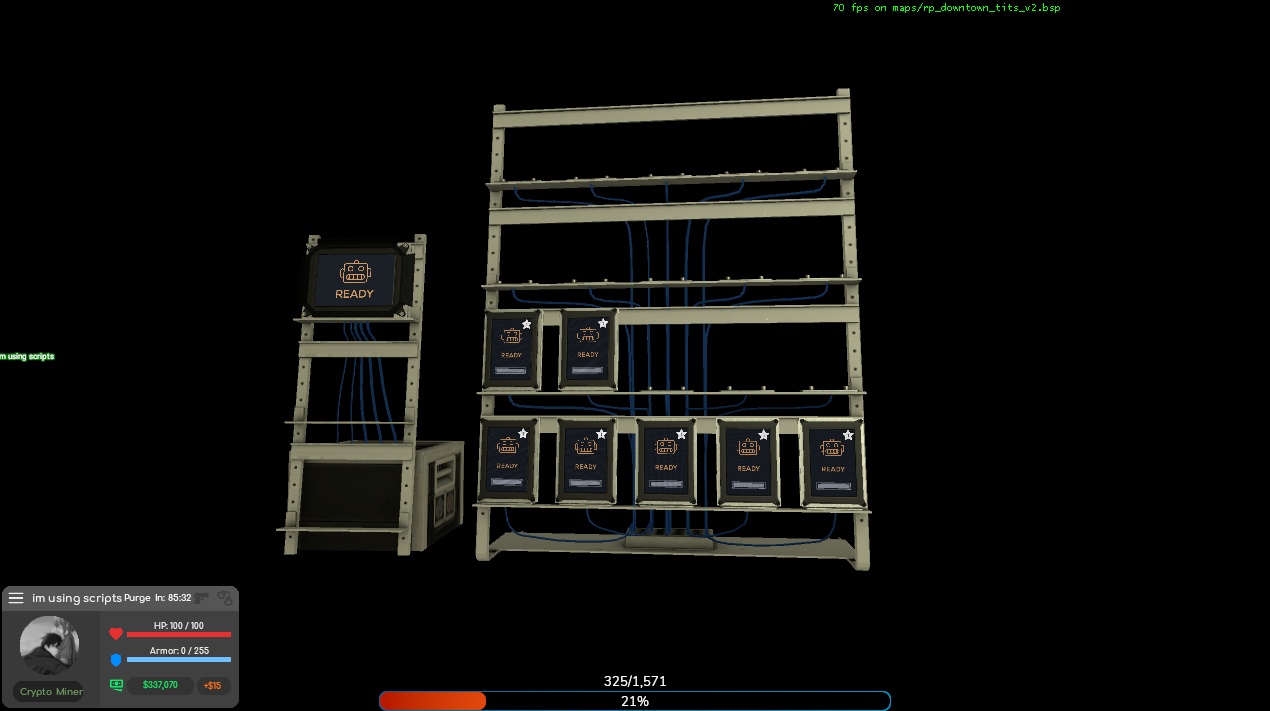 70 fps on maps/rp_downtown_tits_v2.bsp
READY
READY
READY
m using scripts
READY
READY
READY
READY
READY
im using scripts
Purge In: 85:32
HP: 100 / 100
Armor: 0 / 255
$337,070
+$15
Crypto Miner
325/1,571
21%